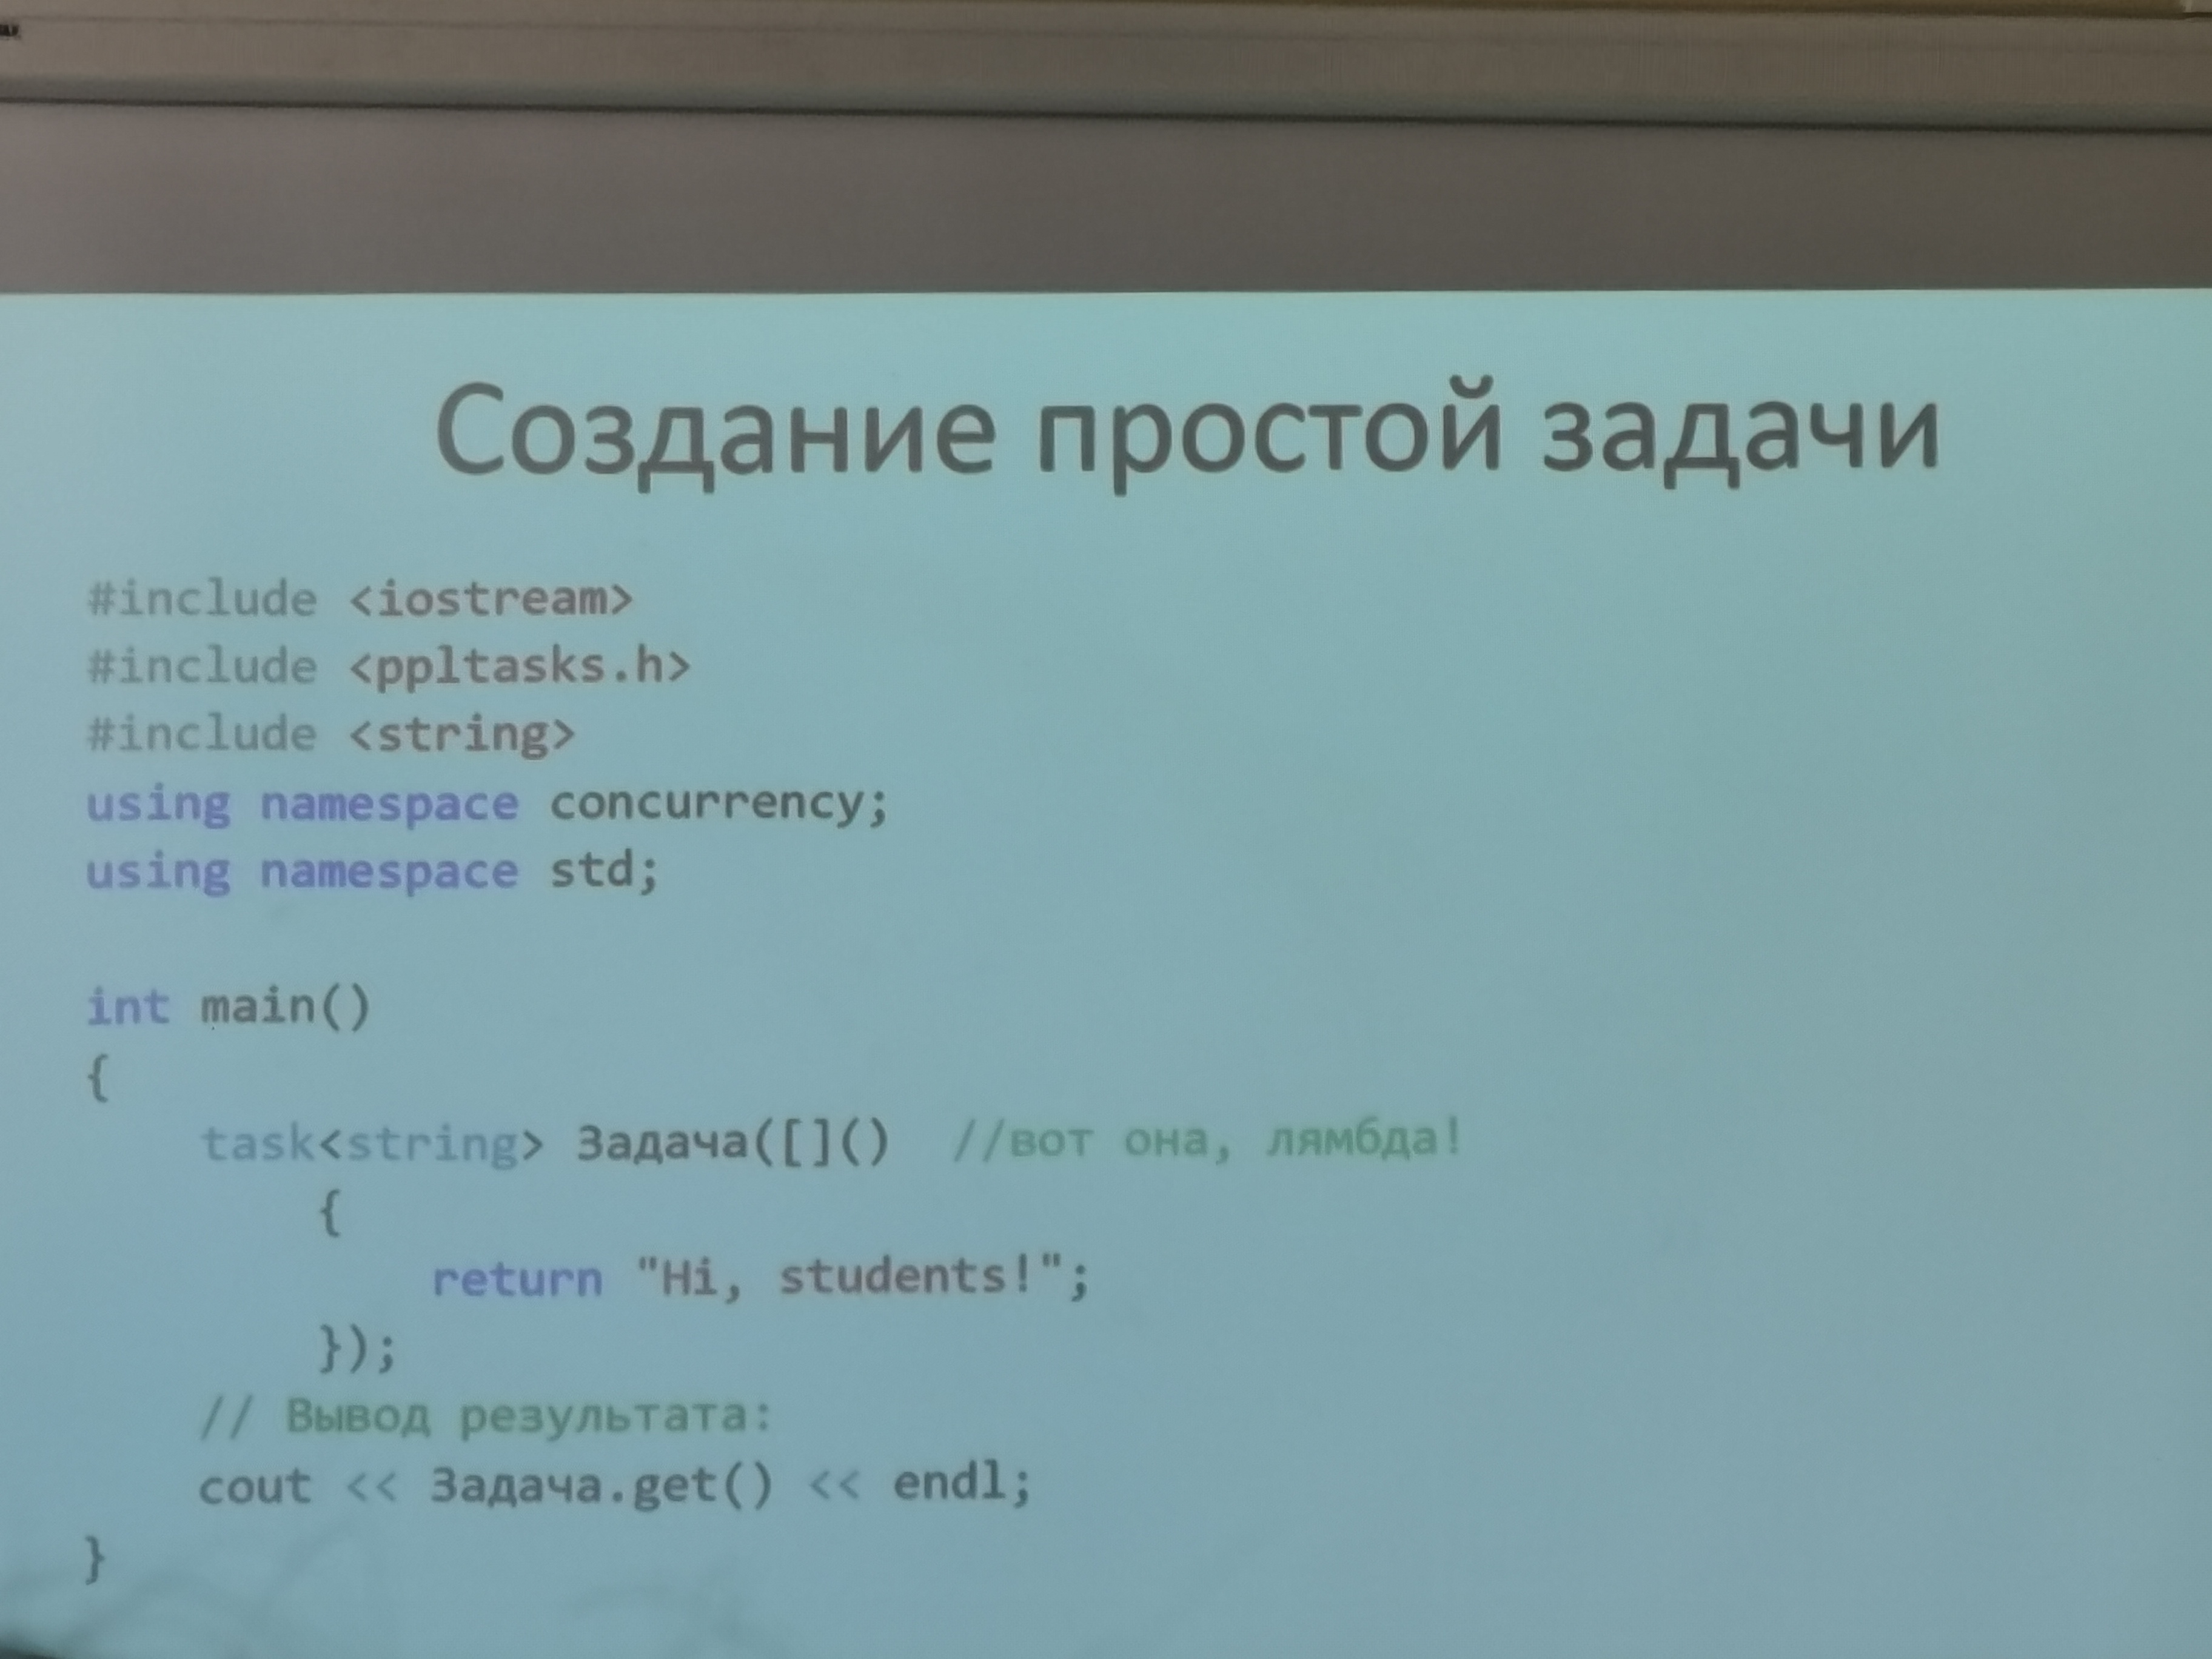 Создание простой задачи
#include <iostream>
#include <ppltasks.h>
#include <string>
using namespace concurrency;
using namespace std;
int main()
{
task<string> Задача([]()  //вот она, лямбда!
{
return "Hi, students!";
});
// Вывод результата:
cout << Задача.get() << endl;
}